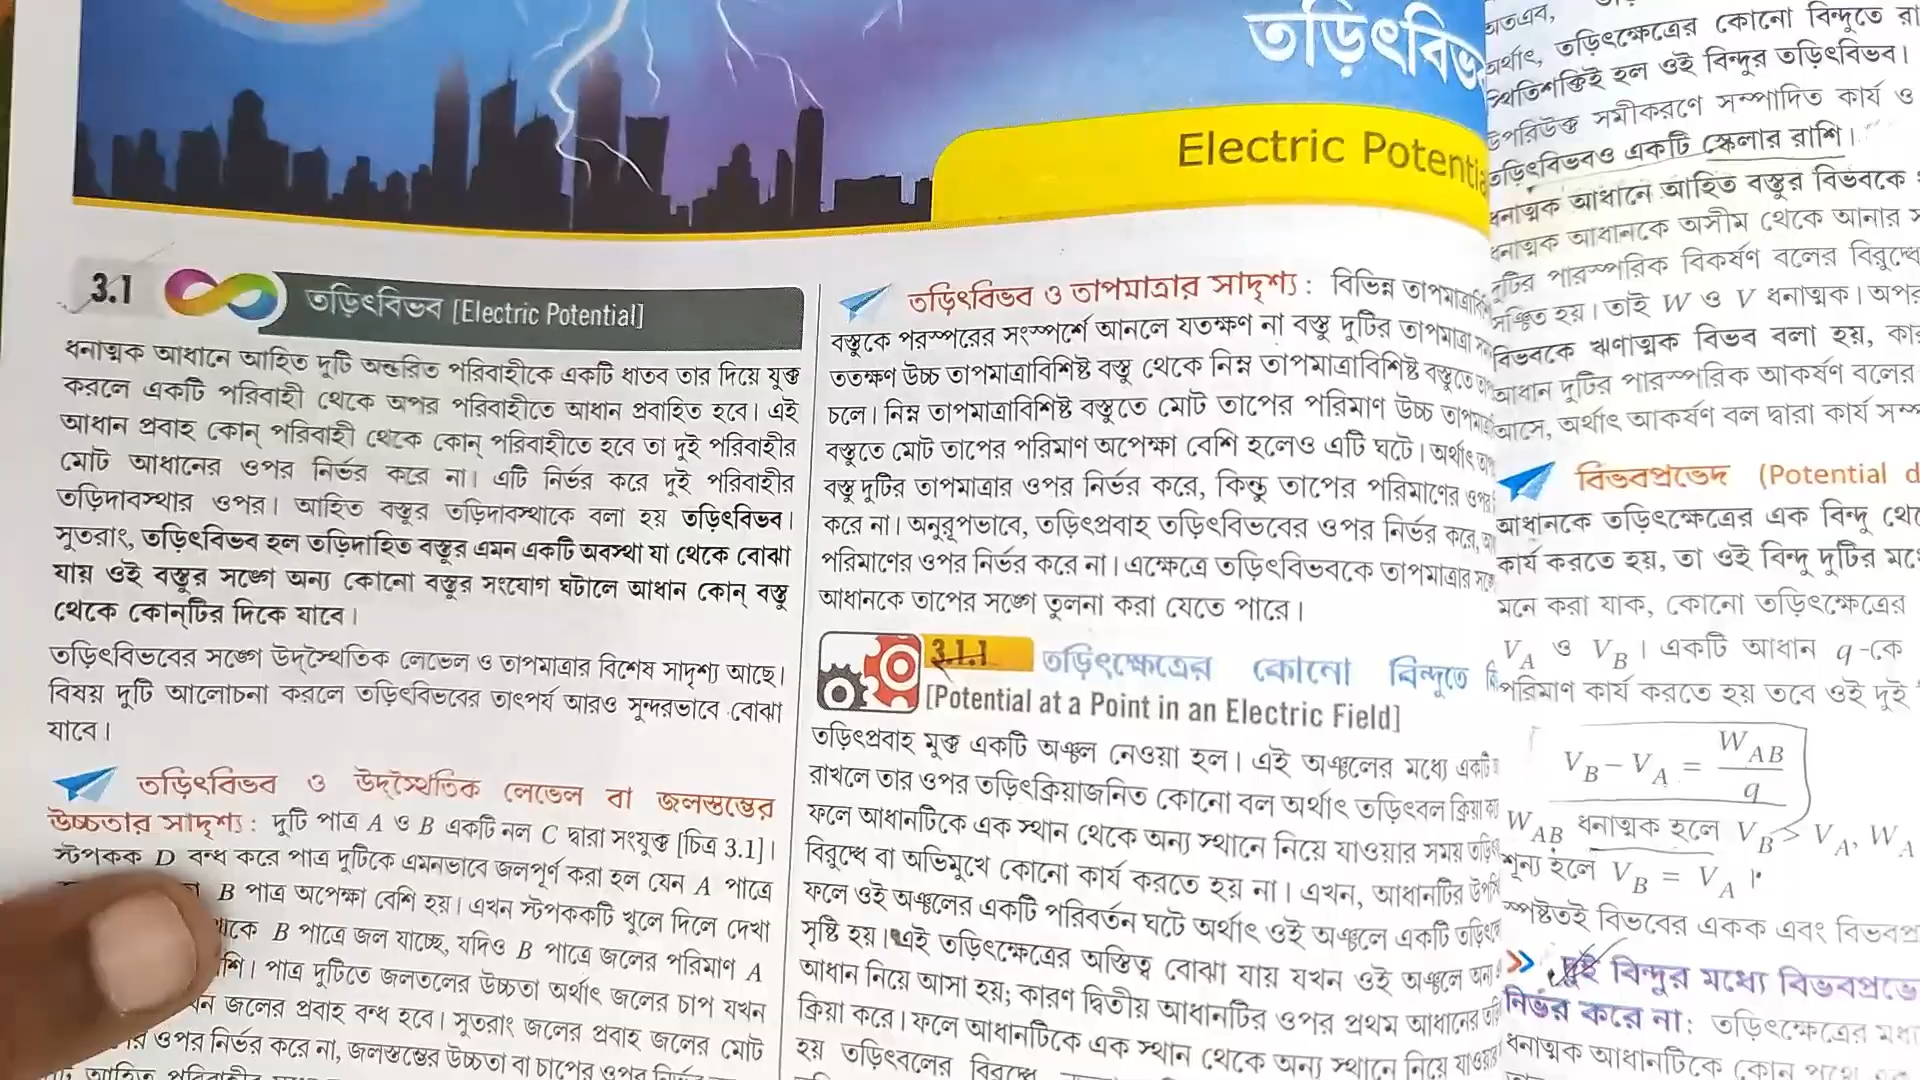 তড়িৎবিভ
Electric Potenti
3.1 তড়িৎবিভব [Electric Potential]
ধনাত্মক আধানে আহিত দুটি অন্তরিত পরিবাহীকে একটি ধাতব তার দিয়ে যুক্ত
করলে একটি পরিবাহী থেকে অপর পরিবাহীতে আধান প্রবাহিত হবে। এই
আধান প্রবাহ কোন্ পরিবাহী থেকে কোন্ পরিবাহীতে হবে তা দুই পরিবাহীর
মোট আধানের ওপর নির্ভর করে না। এটি নির্ভর করে দুই পরিবাহীর
তড়িদাবস্থার ওপর। আহিত বস্তুর তড়িদাবস্থাকে বলা হয় তড়িৎবিভব।
সুতরাং, তড়িৎবিভব হল তড়িদাহিত বস্তুর এমন একটি অবস্থা যা থেকে বোঝা
যায় ওই বস্তুর সঙ্গে অন্য কোনো বস্তুর সংযোগ ঘটালে আধান কোন্ বস্তু
থেকে কোন্‌টির দিকে যাবে।
তড়িৎবিভবের সঙ্গে উদ্‌স্থৈতিক লেভেল ও তাপমাত্রার বিশেষ সাদৃশ্য আছে।
বিষয় দুটি আলোচনা করলে তড়িৎবিভবের তাৎপর্য আরও সুন্দরভাবে বোঝা
যাবে।
তড়িৎবিভব ও উদ্‌স্থৈতিক লেভেল বা জলস্তম্ভের
উচ্চতার সাদৃশ্য : দুটি পাত্র A ও B একটি নল C দ্বারা সংযুক্ত [চিত্র 3.1]।
স্টপকক D বন্ধ করে পাত্র দুটিকে এমনভাবে জলপূর্ণ করা হল যেন A পাত্রে
B পাত্র অপেক্ষা বেশি হয়। এখন স্টপককটি খুলে দিলে দেখা
B পাত্রে জল যাচ্ছে, যদিও B পাত্রে জলের পরিমাণ A
পাত্র দুটিতে জলতলের উচ্চতা অর্থাৎ জলের চাপ যখন
জলের প্রবাহ বন্ধ হবে। সুতরাং জলের প্রবাহ জলের মোট
ওপর নির্ভর করে না, জলস্তম্ভের উচ্চতা বা চাপের ওপর নির্ভর
আহিত পরিবাহীর
তড়িৎবিভব ও তাপমাত্রার সাদৃশ্য : বিভিন্ন তাপমাত্রা
বস্তুকে পরস্পরের সংস্পর্শে আনলে যতক্ষণ না বস্তু দুটির তাপমাত্রা
ততক্ষণ উচ্চ তাপমাত্রাবিশিষ্ট বস্তু থেকে নিম্ন তাপমাত্রাবিশিষ্ট বস্তুতে
চলে। নিম্ন তাপমাত্রাবিশিষ্ট বস্তুতে মোট তাপের পরিমাণ উচ্চ
বস্তুতে মোট তাপের পরিমাণ অপেক্ষা বেশি হলেও এটি ঘটে। অর্থাৎ
বস্তু দুটির তাপমাত্রার ওপর নির্ভর করে, কিন্তু তাপের পরিমাণের
করে না। অনুরূপভাবে, তড়িৎপ্রবাহ তড়িৎবিভবের ওপর নির্ভর করে,
পরিমাণের ওপর নির্ভর করে না। এক্ষেত্রে তড়িৎবিভবকে তাপমাত্রার
আধানকে তাপের সঙ্গে তুলনা করা যেতে পারে।
3.1.1 তড়িৎক্ষেত্রের কোনো বিন্দুতে
[Potential at a Point in an Electric Field]
তড়িৎপ্রবাহ মুক্ত একটি অঞ্চল নেওয়া হল। এই অঞ্চলের মধ্যে একটি
রাখলে তার ওপর তড়িৎক্রিয়াজনিত কোনো বল অর্থাৎ তড়িৎবল ক্রিয়া
ফলে আধানটিকে এক স্থান থেকে অন্য স্থানে নিয়ে যাওয়ার সময়
বিরুদ্ধে বা অভিমুখে কোনো কার্য করতে হয় না। এখন, আধানটির
ফলে ওই অঞ্চলের একটি পরিবর্তন ঘটে অর্থাৎ ওই অঞ্চলে একটি
সৃষ্টি হয়। এই তড়িৎক্ষেত্রের অস্তিত্ব বোঝা যায় যখন ওই অঞ্চলে অন্য
আধান নিয়ে আসা হয়; কারণ দ্বিতীয় আধানটির ওপর প্রথম আধানের
ক্রিয়া করে। ফলে আধানটিকে এক স্থান থেকে অন্য স্থানে নিয়ে
হয় তড়িৎবলের বিরুদ্ধে
অতএব,
অর্থাৎ, তড়িৎক্ষেত্রের কোনো বিন্দুতে
স্থিতিশক্তিই হল ওই বিন্দুর তড়িৎবিভব।
উপরিউক্ত সমীকরণে সম্পাদিত কার্য ও
তড়িৎবিভবও একটি স্কেলার রাশি।
ধনাত্মক আধানে আহিত বস্তুর বিভবকে
ধনাত্মক আধানকে অসীম থেকে আনার
দুটির পারস্পরিক বিকর্ষণ বলের বিরুদ্ধে
সঞ্চিত হয়। তাই W ও V ধনাত্মক। অপর
বিভবকে ঋণাত্মক বিভব বলা হয়,
আধান দুটির পারস্পরিক আকর্ষণ বলের
আসে, অর্থাৎ আকর্ষণ বল দ্বারা কার্য
বিভবপ্রভেদ (Potential d
আধানকে তড়িৎক্ষেত্রের এক বিন্দু
কার্য করতে হয়, তা ওই বিন্দু দুটির
মনে করা যাক, কোনো তড়িৎক্ষেত্রের
V_A ও V_B। একটি আধান q-কে
পরিমাণ কার্য করতে হয় তবে ওই দুই
V_B − V_A = W_AB / q
W_AB ধনাত্মক হলে V_B > V_A, W_A
শূন্য হলে V_B = V_A।
স্পষ্টতই বিভবের একক এবং
দুই বিন্দুর মধ্যে
নির্ভর করে না : তড়িৎক্ষেত্রের
ধনাত্মক আধানটিকে কোন